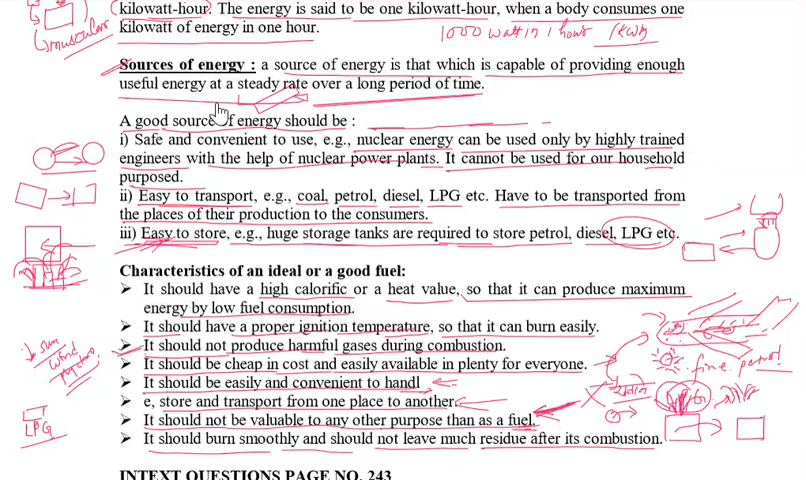 (kilowatt-hour. The energy is said to be one kilowatt-hour, when a body consumes one
kilowatt of energy in one hour.
1000 watt in 1 hour 1 kwh
muscular
Sources of energy : a source of energy is that which is capable of providing enough
useful energy at a steady rate over a long period of time.
A good source of energy should be :
i) Safe and convenient to use, e.g., nuclear energy can be used only by highly trained
engineers with the help of nuclear power plants. It cannot be used for our household
purposed.
ii) Easy to transport, e.g., coal, petrol, diesel, LPG etc. Have to be transported from
the places of their production to the consumers.
iii) Easy to store, e.g., huge storage tanks are required to store petrol, diesel, LPG etc.
Characteristics of an ideal or a good fuel:
➢ It should have a high calorific or a heat value, so that it can produce maximum
energy by low fuel consumption.
➢ It should have a proper ignition temperature, so that it can burn easily.
➢ It should not produce harmful gases during combustion.
➢ It should be cheap in cost and easily available in plenty for everyone.
➢ It should be easily and convenient to handl
➢ e, store and transport from one place to another.
➢ It should not be valuable to any other purpose than as a fuel.
➢ It should burn smoothly and should not leave much residue after its combustion.
sun
wind
LPG
INTEXT QUESTIONS PAGE NO. 243